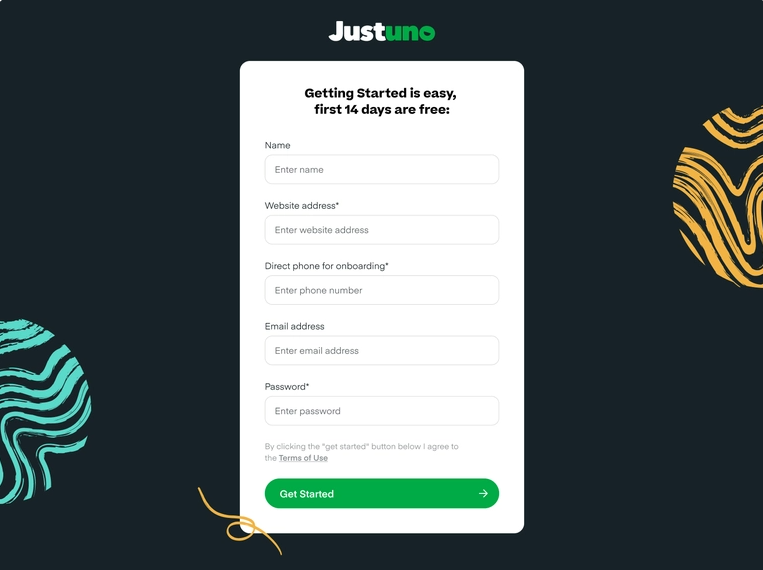 Justuno
Getting Started is easy,
first 14 days are free:
Name
Enter name
Website address*
Enter website address
Direct phone for onboarding*
Enter phone number
Email address
Enter email address
Password*
Enter password
By clicking the "get started" button below I agree to
the Terms of Use
Get Started